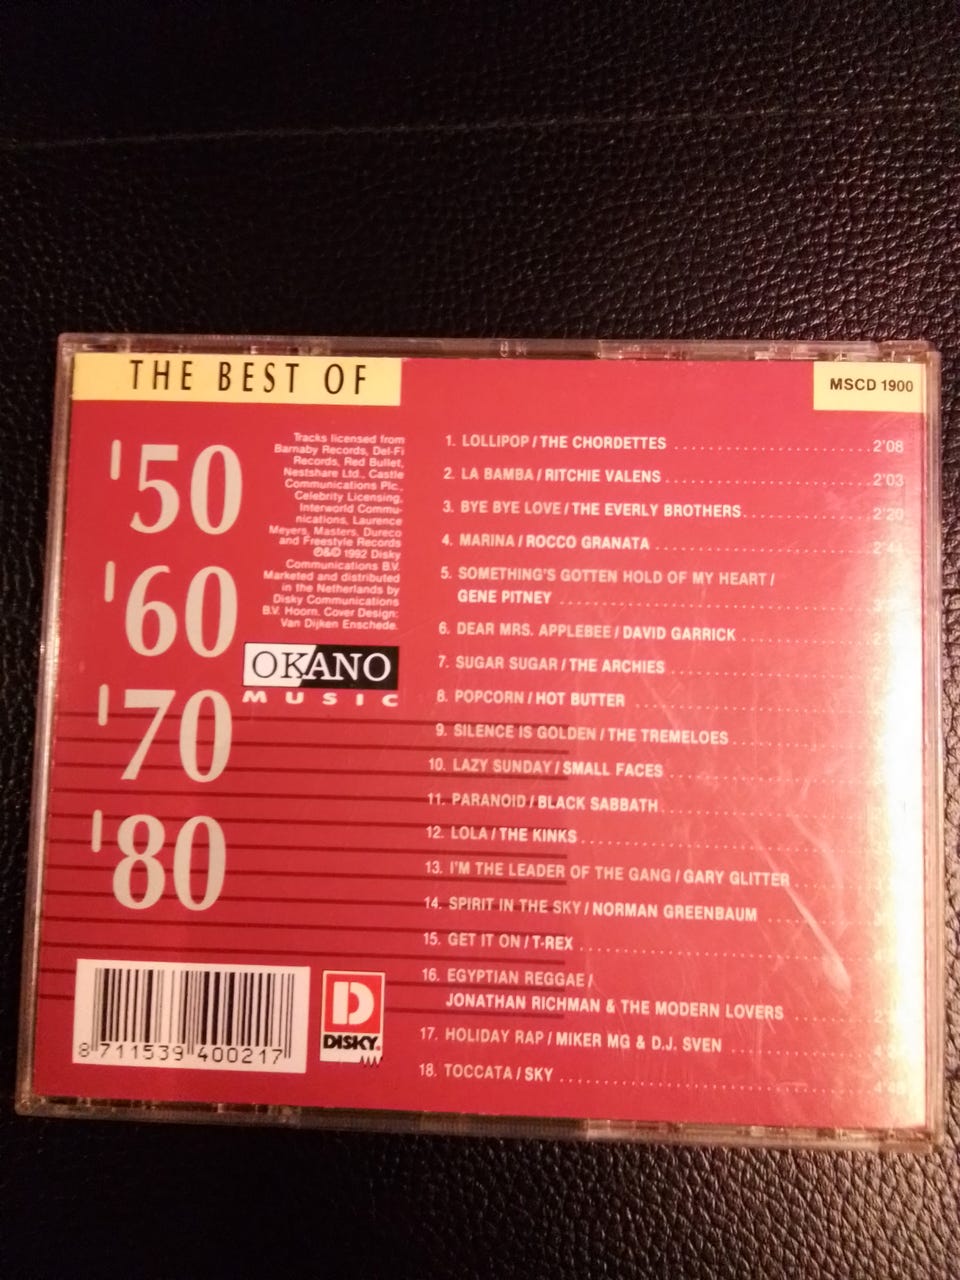 THE BEST OF
MSCD 1900
'50
'60
'70
'80
Tracks licensed from
Barnaby Records, Del-Fi
Records, Red Bullet,
Nestshare Ltd., Castle
Communications Plc.,
Celebrity Licensing,
Interworld Commu-
nications, Laurence
Meyers, Masters, Dureco
and Freestyle Records
℗&© 1992 Disky
Communications B.V.
Marketed and distributed
in the Netherlands by
Disky Communications
B.V. Hoorn. Cover Design:
Van Dijken Enschede.
OKANO
MUSIC
1. LOLLIPOP / THE CHORDETTES 2'08
2. LA BAMBA / RITCHIE VALENS 2'03
3. BYE BYE LOVE / THE EVERLY BROTHERS 2'20
4. MARINA / ROCCO GRANATA
5. SOMETHING'S GOTTEN HOLD OF MY HEART /
GENE PITNEY
6. DEAR MRS. APPLEBEE / DAVID GARRICK
7. SUGAR SUGAR / THE ARCHIES
8. POPCORN / HOT BUTTER
9. SILENCE IS GOLDEN / THE TREMELOES
10. LAZY SUNDAY / SMALL FACES
11. PARANOID / BLACK SABBATH
12. LOLA / THE KINKS
13. I'M THE LEADER OF THE GANG / GARY GLITTER
14. SPIRIT IN THE SKY / NORMAN GREENBAUM
15. GET IT ON / T-REX
16. EGYPTIAN REGGAE /
JONATHAN RICHMAN & THE MODERN LOVERS
17. HOLIDAY RAP / MIKER MG & D.J. SVEN
18. TOCCATA / SKY
8 711539 400217
D
DISKY